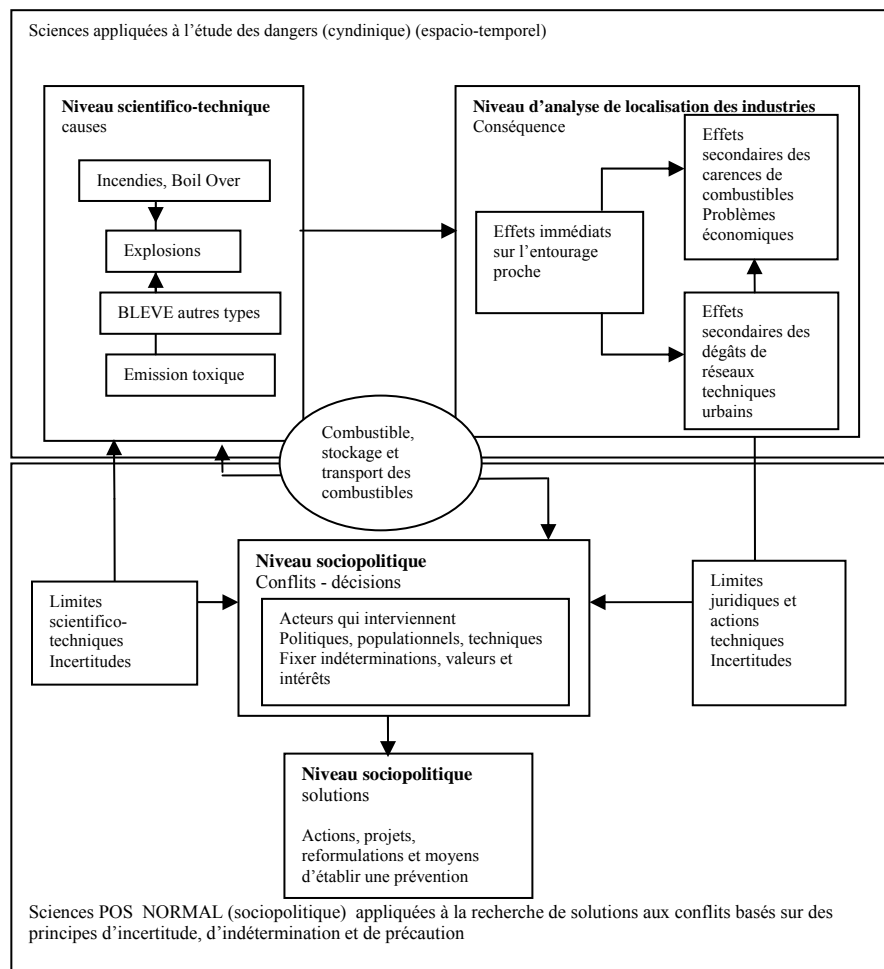 Sciences appliquées à l'étude des dangers (cyndinique) (espacio-temporel)
Niveau scientifico-technique
causes
Incendies, Boil Over
Explosions
BLEVE autres types
Emission toxique
Niveau d'analyse de localisation des industries
Conséquence
Effets immédiats
sur l'entourage
proche
Effets
secondaires des
carences de
combustibles
Problèmes
économiques
Effets
secondaires des
dégâts de
réseaux
techniques
urbains
Combustible,
stockage et
transport des
combustibles
Limites
scientifico-
techniques
Incertitudes
Niveau sociopolitique
Conflits - décisions
Acteurs qui interviennent
Politiques, populationnels, techniques
Fixer indéterminations, valeurs et
intérêts
Limites
juridiques et
actions
techniques
Incertitudes
Niveau sociopolitique
solutions
Actions, projets,
reformulations et moyens
d'établir une prévention
Sciences POS NORMAL (sociopolitique) appliquées à la recherche de solutions aux conflits basés sur des
principes d'incertitude, d'indétermination et de précaution